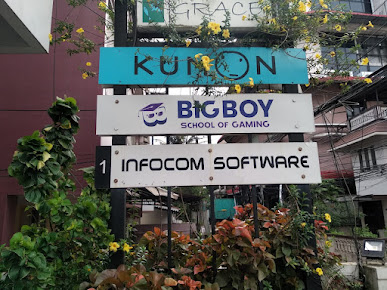 GRACE
KUMON
BIGBOY
SCHOOL OF GAMING
1 INFOCOM SOFTWARE